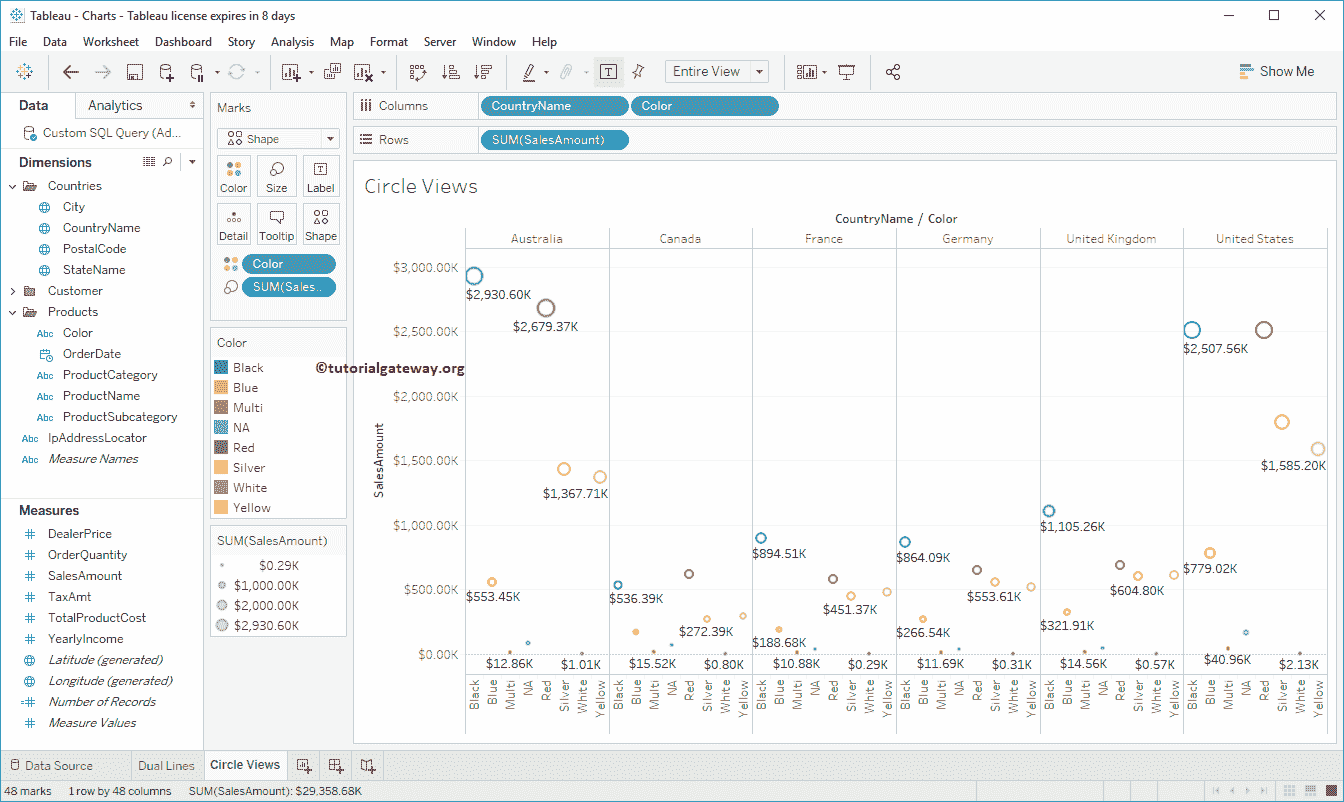 Tableau - Charts - Tableau license expires in 8 days
File Data Worksheet Dashboard Story Analysis Map Format Server Window Help
Entire View
Show Me
Data Analytics
Custom SQL Query (Ad...
Dimensions
Countries
City
CountryName
PostalCode
StateName
Customer
Products
Abc Color
OrderDate
Abc ProductCategory
Abc ProductName
Abc ProductSubcategory
Abc IpAddressLocator
Abc Measure Names
Measures
DealerPrice
OrderQuantity
SalesAmount
TaxAmt
TotalProductCost
YearlyIncome
Latitude (generated)
Longitude (generated)
Number of Records
Measure Values
Marks
Shape
Color Size Label
Detail Tooltip Shape
Color
SUM(Sales..
Color
Black
Blue
Multi
NA
Red
Silver
White
Yellow
SUM(SalesAmount)
$0.29K
$1,000.00K
$2,000.00K
$2,930.60K
Columns CountryName Color
Rows SUM(SalesAmount)
Circle Views
CountryName / Color
Australia Canada France Germany United Kingdom United States
©tutorialgateway.org
SalesAmount
$3,000.00K
$2,500.00K
$2,000.00K
$1,500.00K
$1,000.00K
$500.00K
$0.00K
$2,930.60K
$2,679.37K
$1,367.71K
$553.45K
$12.86K
$1.01K
$536.39K
$272.39K
$15.52K
$0.80K
$894.51K
$451.37K
$188.68K
$10.88K
$0.29K
$864.09K
$553.61K
$266.54K
$11.69K
$0.31K
$1,105.26K
$604.80K
$321.91K
$14.56K
$0.57K
$2,507.56K
$1,585.20K
$779.02K
$40.96K
$2.13K
Black Blue Multi NA Red Silver White Yellow
Black Blue Multi NA Red Silver White Yellow
Black Blue Multi NA Red Silver White Yellow
Black Blue Multi NA Red Silver White Yellow
Black Blue Multi NA Red Silver White Yellow
Black Blue Multi NA Red Silver White Yellow
Data Source Dual Lines Circle Views
48 marks 1 row by 48 columns SUM(SalesAmount): $29,358.68K